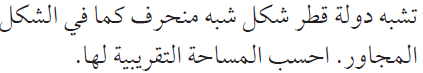 تشبه دولة قطر شكل شبه منحرف كما في الشكل
المجاور. احسب المساحة التقريبية لها.